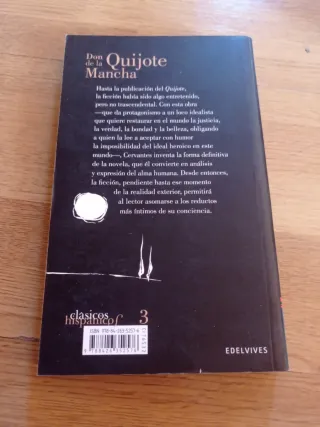 Don
de la Quijote
Mancha
Hasta la publicación del Quijote,
la ficción había sido algo entretenido,
pero no trascendental. Con esta obra
—que da protagonismo a un loco idealista
que quiere restaurar en el mundo la justicia,
la verdad, la bondad y la belleza, obligando
a quien la lee a aceptar con humor
la imposibilidad del ideal heroico en este
mundo—, Cervantes inventa la forma definitiva
de la novela, que él convierte en análisis
y expresión del alma humana. Desde entonces,
la ficción, pendiente hasta ese momento
de la realidad exterior, permitirá
al lector asomarse a los reductos
más íntimos de su conciencia.
clásicos
hispánicos 3
EDELVIVES